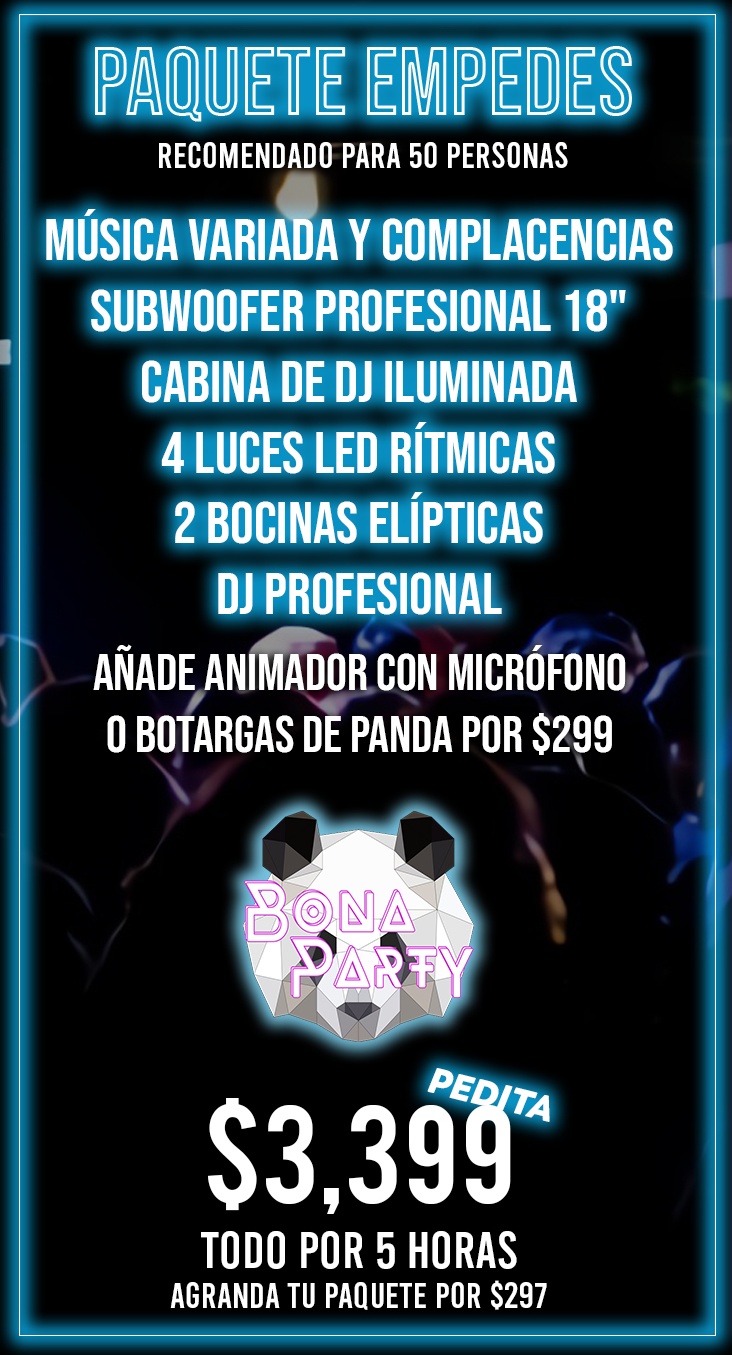 PAQUETE EMPEDES
RECOMENDADO PARA 50 PERSONAS
MÚSICA VARIADA Y COMPLACENCIAS
SUBWOOFER PROFESIONAL 18"
CABINA DE DJ ILUMINADA
4 LUCES LED RÍTMICAS
2 BOCINAS ELÍPTICAS
DJ PROFESIONAL
AÑADE ANIMADOR CON MICRÓFONO
O BOTARGAS DE PANDA POR $299
BONA
PARTY
PEDITA
$3,399
TODO POR 5 HORAS
AGRANDA TU PAQUETE POR $297